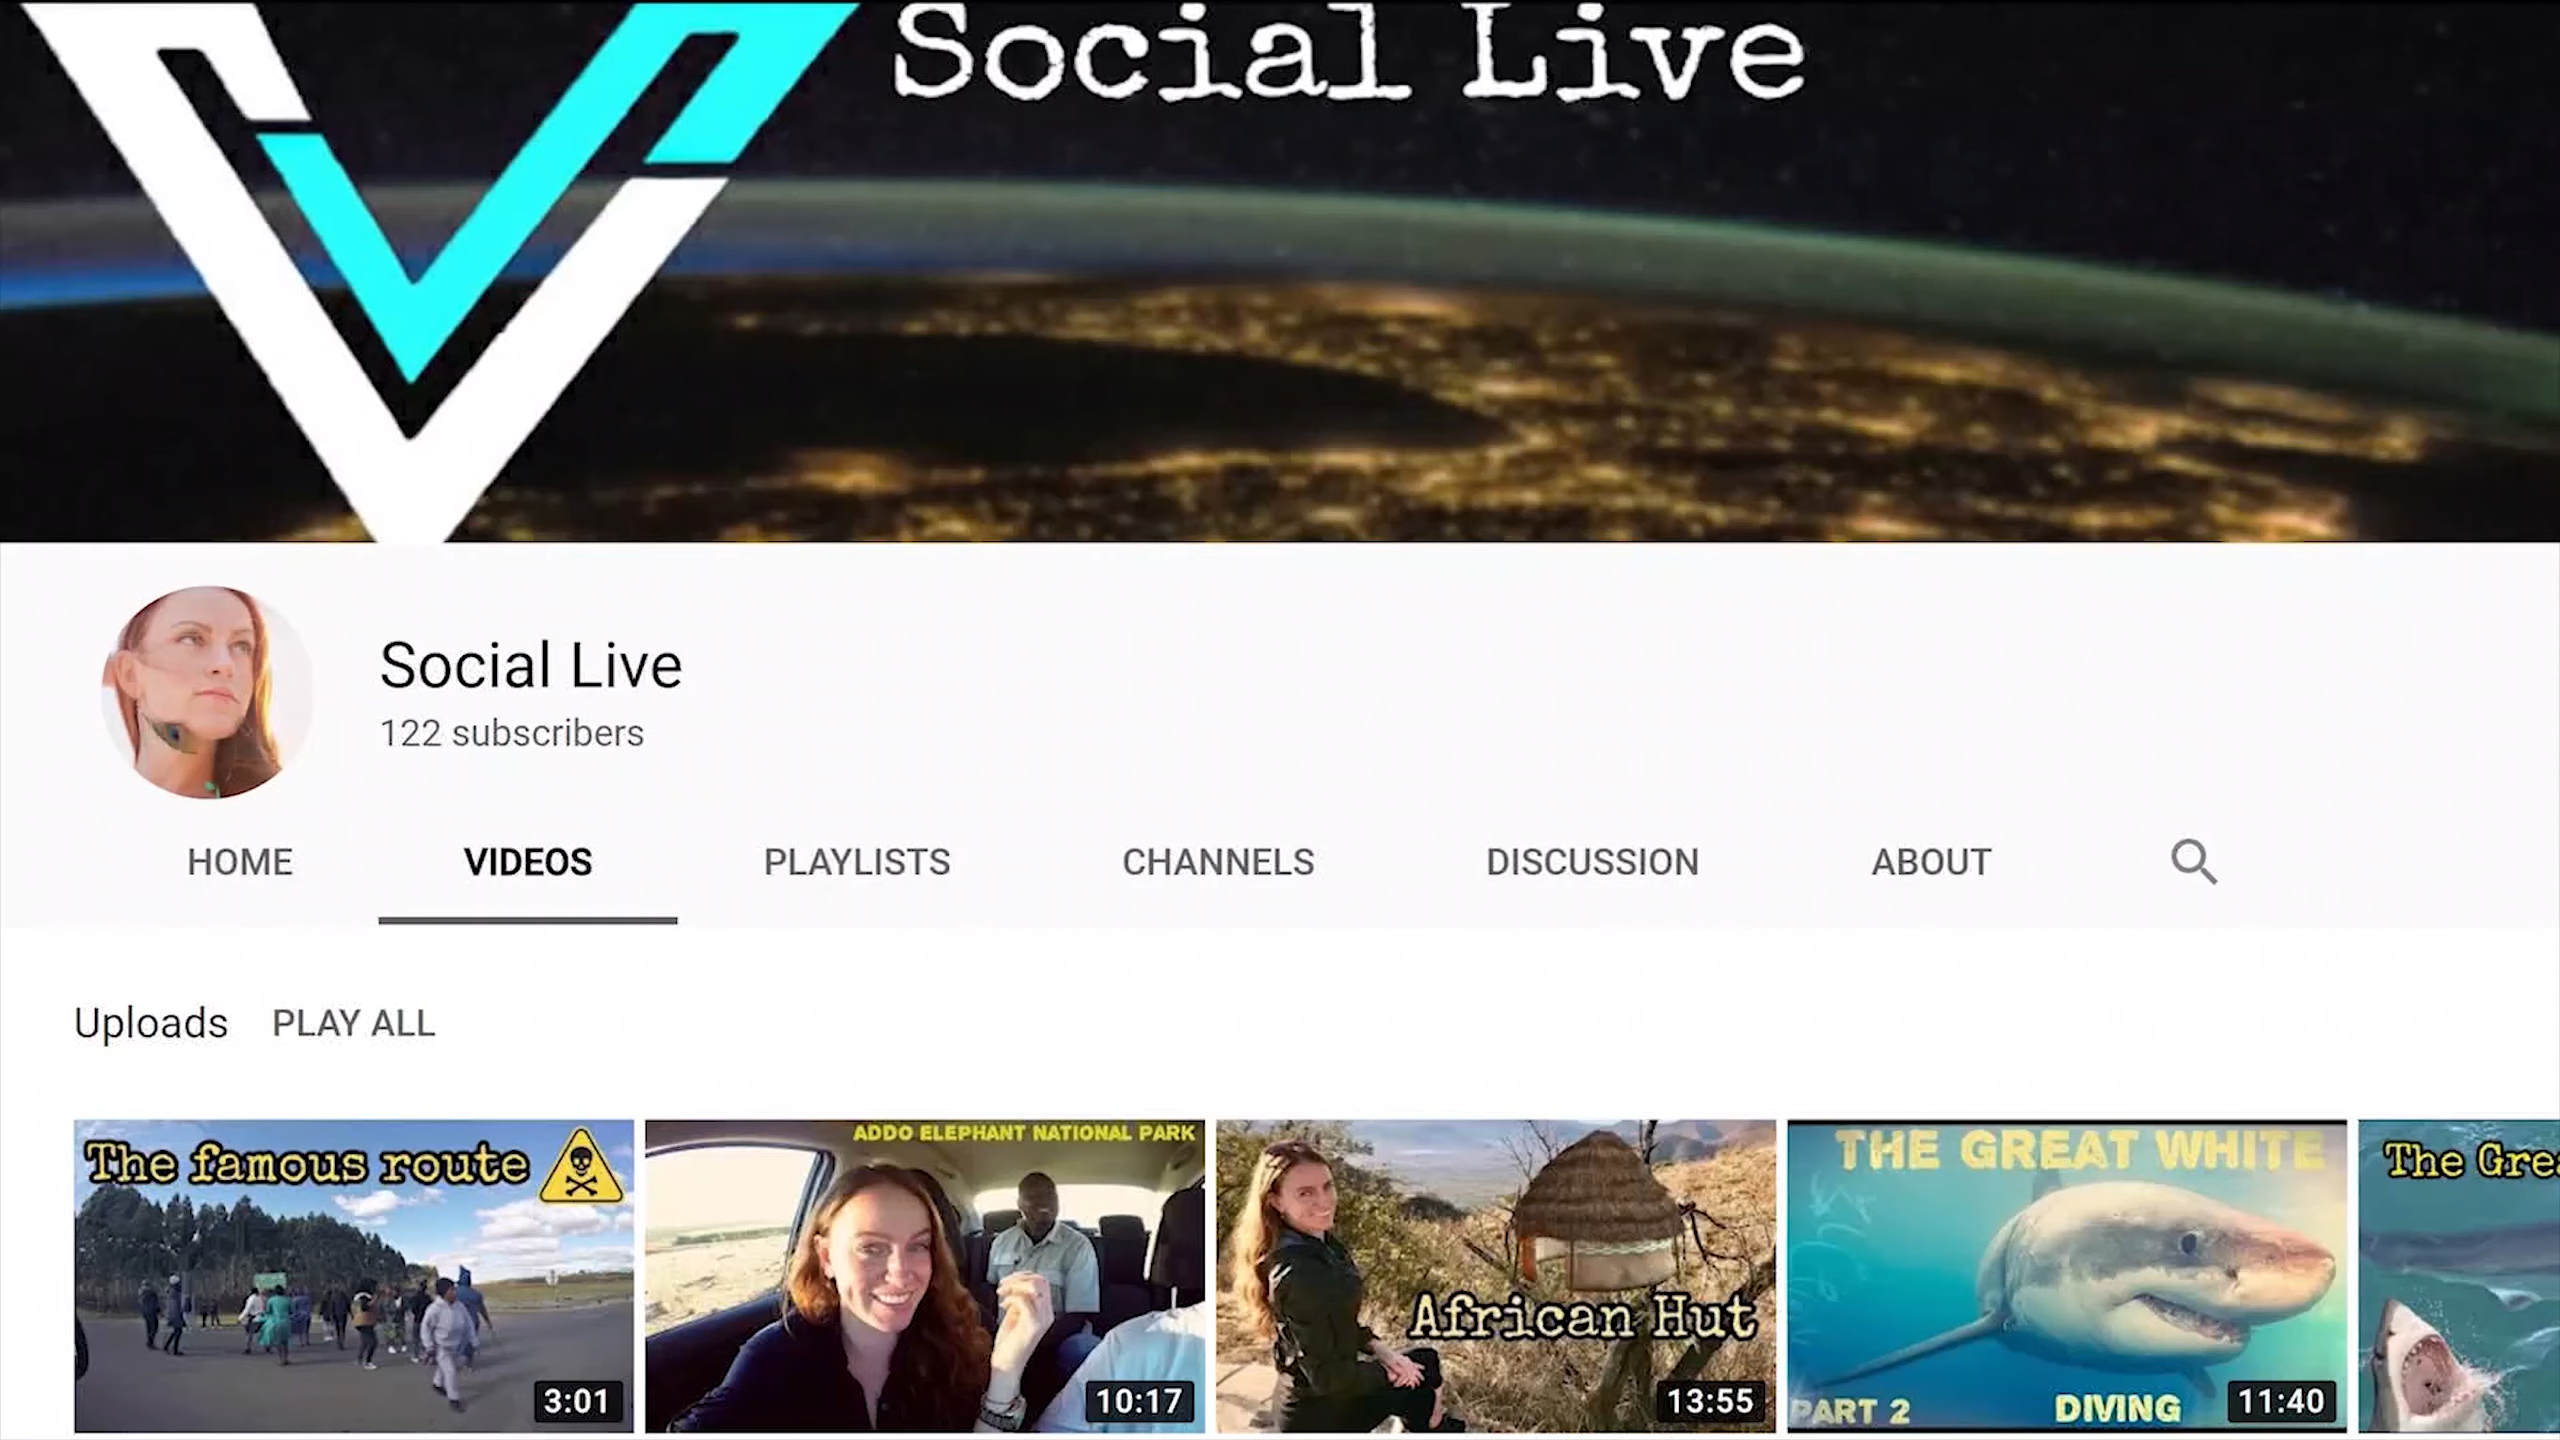 Social Live
Social Live
122 subscribers
HOME VIDEOS PLAYLISTS CHANNELS DISCUSSION ABOUT
Uploads PLAY ALL
The famous route
3:01
ADDO ELEPHANT NATIONAL PARK
10:17
African Hut
13:55
THE GREAT WHITE
PART 2 DIVING 11:40
The Grea